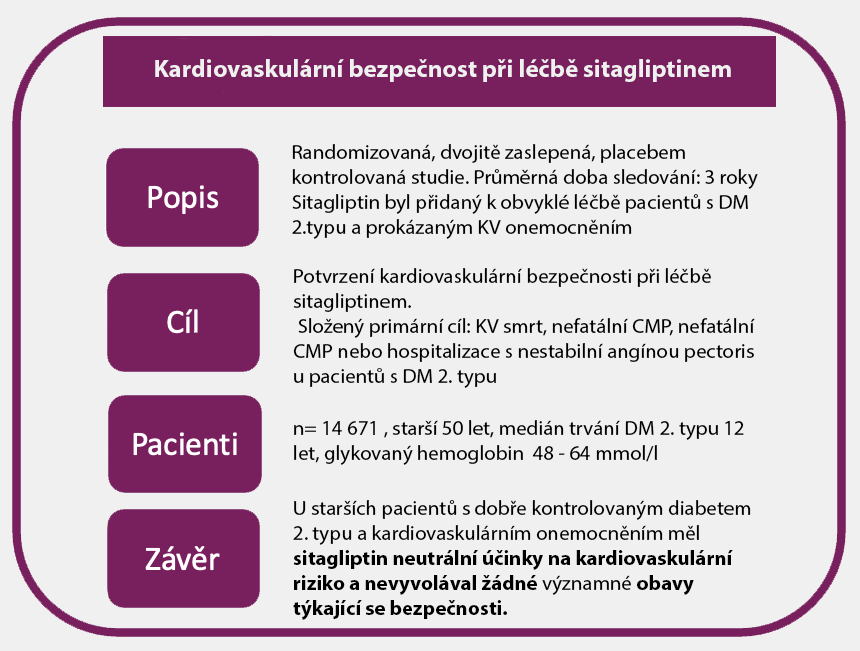 Kardiovaskulární bezpečnost při léčbě sitagliptinem
Popis
Randomizovaná, dvojitě zaslepená, placebem
kontrolovaná studie. Průměrná doba sledování: 3 roky
Sitagliptin byl přidaný k obvyklé léčbě pacientů s DM
2.typu a prokázaným KV onemocněním
Cíl
Potvrzení kardiovaskulární bezpečnosti při léčbě
sitagliptinem.
Složený primární cíl: KV smrt, nefatální CMP, nefatální
CMP nebo hospitalizace s nestabilní angínou pectoris
u pacientů s DM 2. typu
Pacienti
n= 14 671 , starší 50 let, medián trvání DM 2. typu 12
let, glykovaný hemoglobin 48 - 64 mmol/l
Závěr
U starších pacientů s dobře kontrolovaným diabetem
2. typu a kardiovaskulárním onemocněním měl
sitagliptin neutrální účinky na kardiovaskulární
riziko a nevyvolával žádné významné obavy
týkající se bezpečnosti.